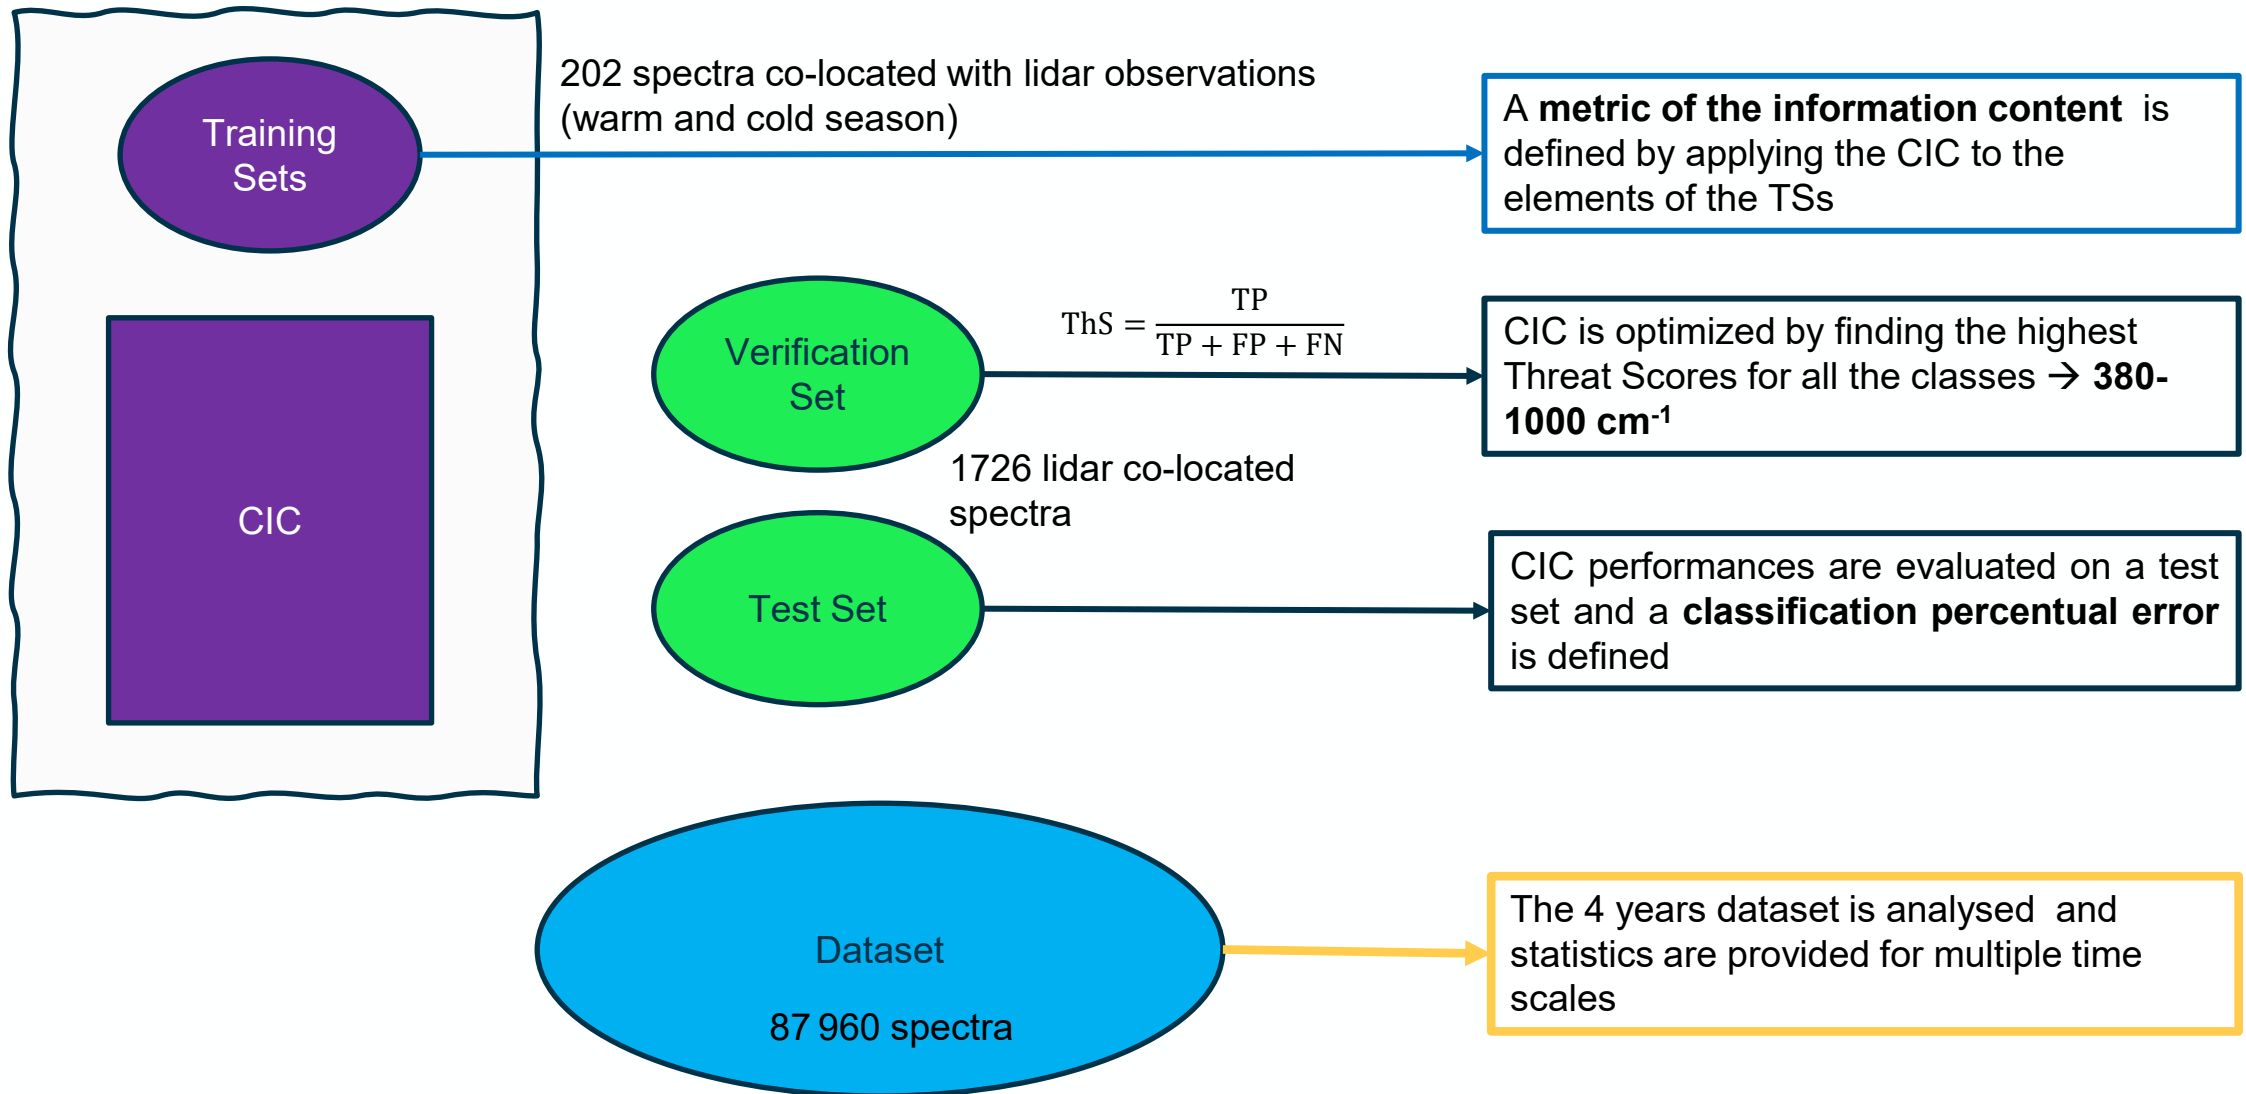 202 spectra co-located with lidar observations
(warm and cold season)
Training
Sets
A metric of the information content is
defined by applying the CIC to the
elements of the TSs
CIC
Verification
Set
ThS = TP / TP + FP + FN
CIC is optimized by finding the highest
Threat Scores for all the classes → 380-
1000 cm⁻¹
1726 lidar co-located
spectra
Test Set
CIC performances are evaluated on a test
set and a classification percentual error
is defined
Dataset
87 960 spectra
The 4 years dataset is analysed and
statistics are provided for multiple time
scales